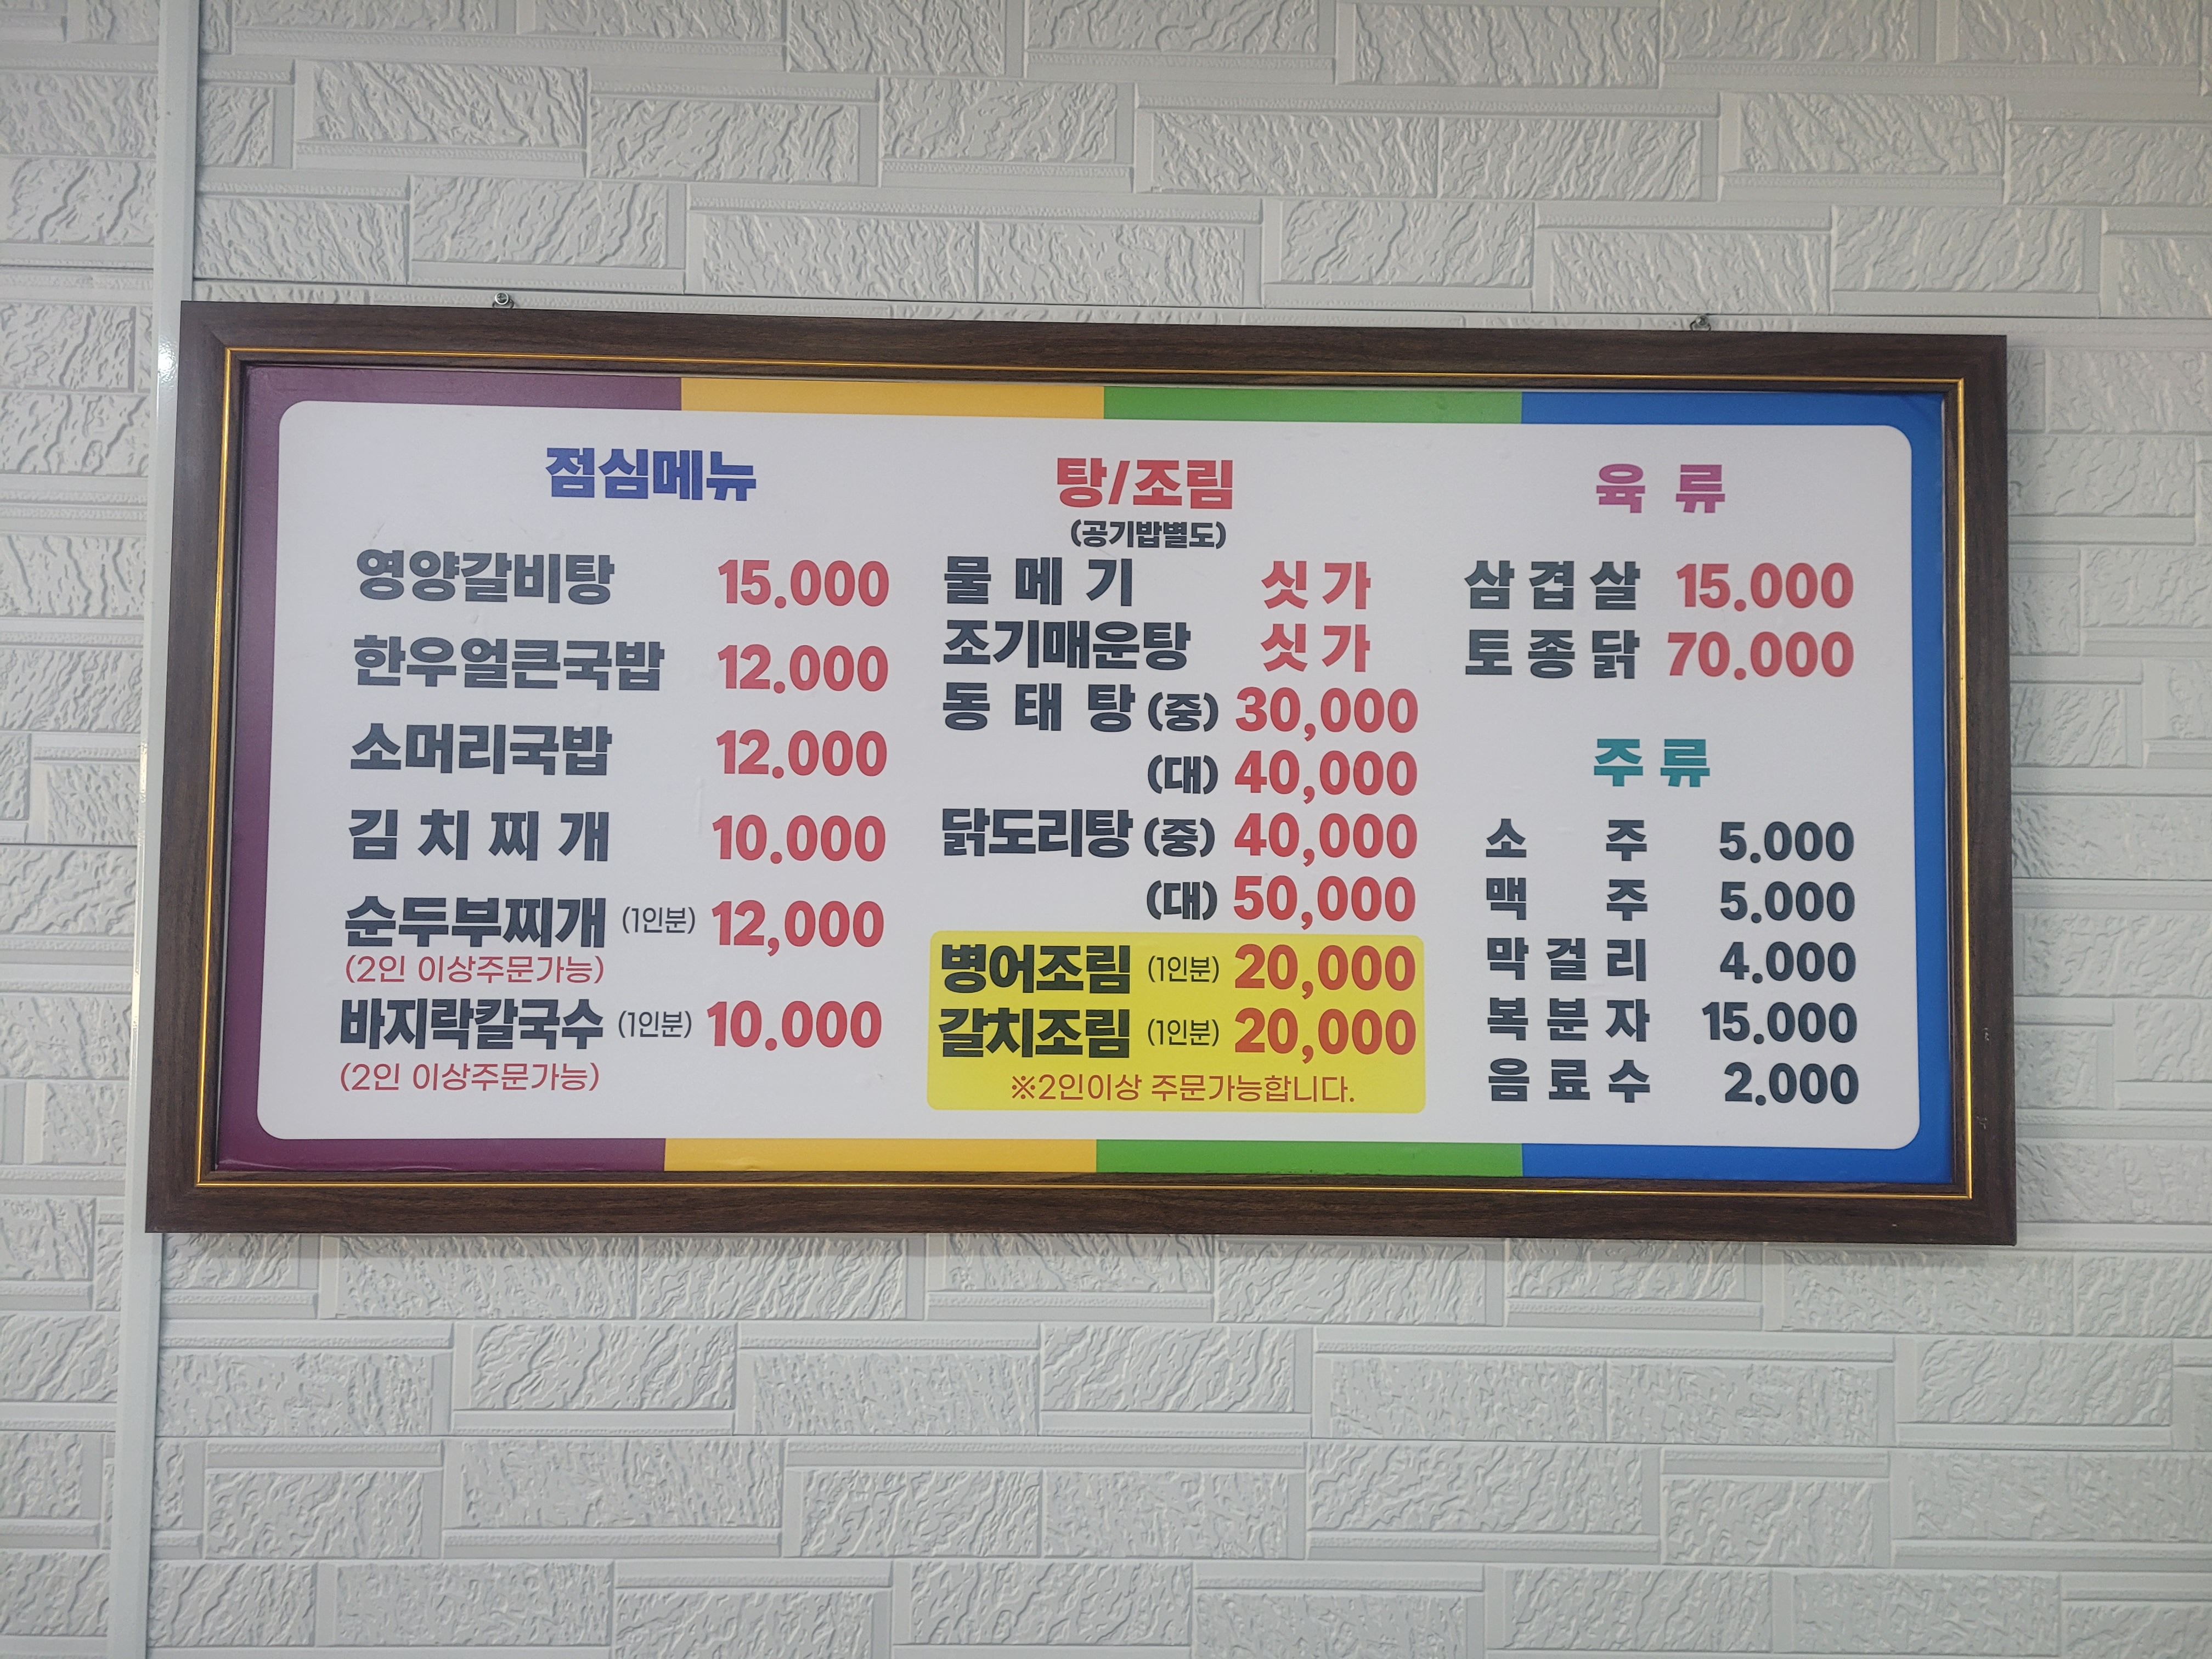 점심메뉴
영양갈비탕 15.000
한우얼큰국밥 12.000
소머리국밥 12.000
김치찌개 10.000
순두부찌개 (1인분) 12,000
(2인 이상주문가능)
바지락칼국수 (1인분) 10.000
(2인 이상주문가능)
탕/조림
(공기밥별도)
물메기 싯가
조기매운탕 싯가
동태탕 (중) 30,000
(대) 40,000
닭도리탕 (중) 40,000
(대) 50,000
병어조림 (1인분) 20,000
갈치조림 (1인분) 20,000
※2인이상 주문가능합니다.
육류
삼겹살 15.000
토종닭 70.000
주류
소주 5.000
맥주 5.000
막걸리 4.000
복분자 15.000
음료수 2.000